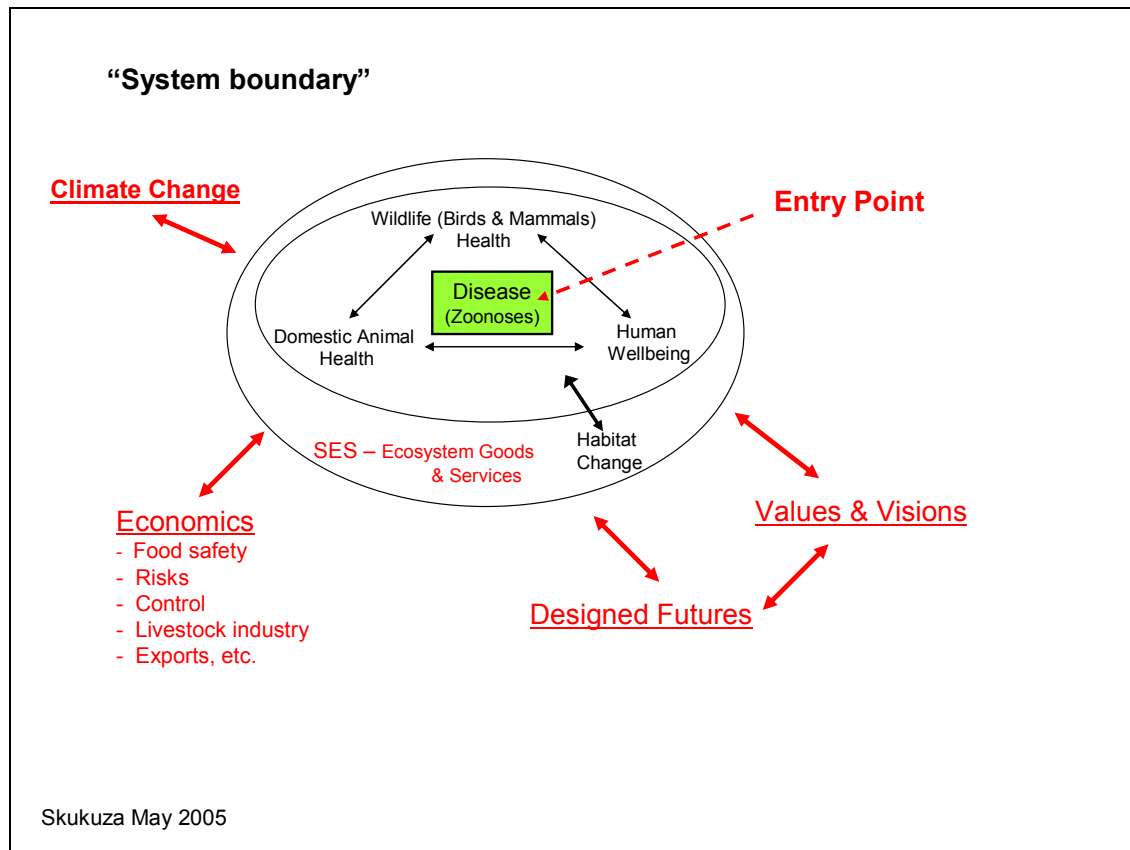 “System boundary”
Climate Change
Entry Point
Wildlife (Birds & Mammals)
Health
Disease
(Zoonoses)
Domestic Animal
Health
Human
Wellbeing
SES – Ecosystem Goods
& Services
Habitat
Change
Economics
- Food safety
- Risks
- Control
- Livestock industry
- Exports, etc.
Values & Visions
Designed Futures
Skukuza May 2005